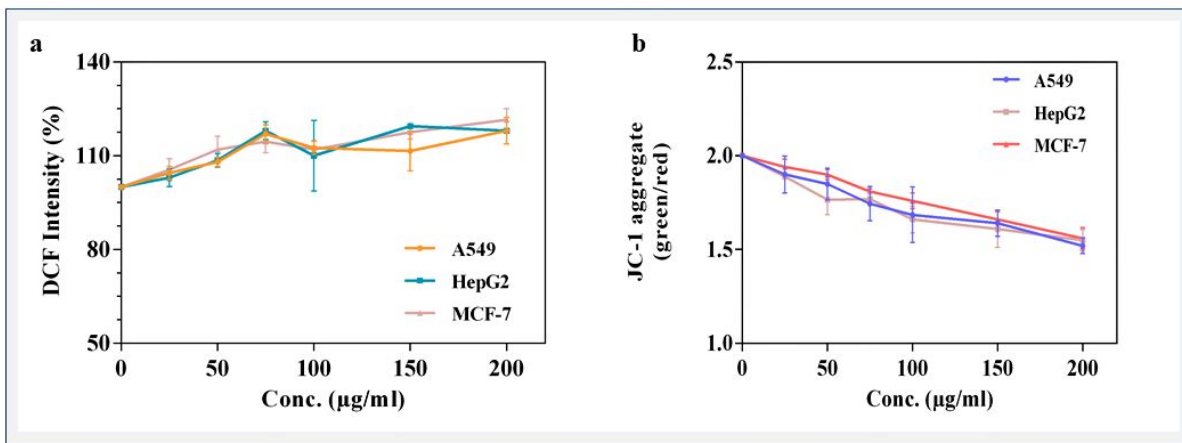 a
140
110
80
50
DCF Intensity (%)
A549
HepG2
MCF-7
0 50 100 150 200
Conc. (µg/ml)
b
2.5
2.0
1.5
1.0
JC-1 aggregate
(green/red)
A549
HepG2
MCF-7
0 50 100 150 200
Conc. (µg/ml)